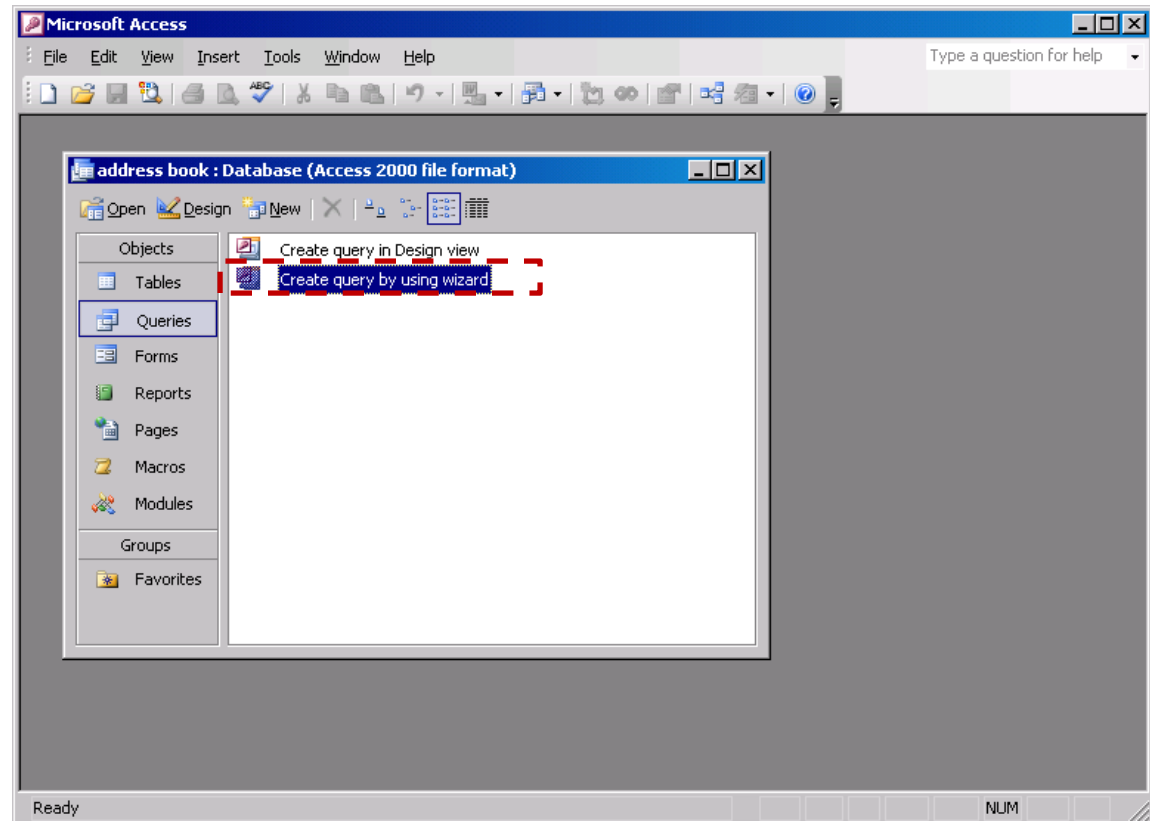 Microsoft Access
File Edit View Insert Tools Window Help Type a question for help
ABC
address book : Database (Access 2000 file format)
Open Design New
Objects
Create query in Design view
Tables
Create query by using wizard
Queries
Forms
Reports
Pages
Macros
Modules
Groups
Favorites
Ready NUM